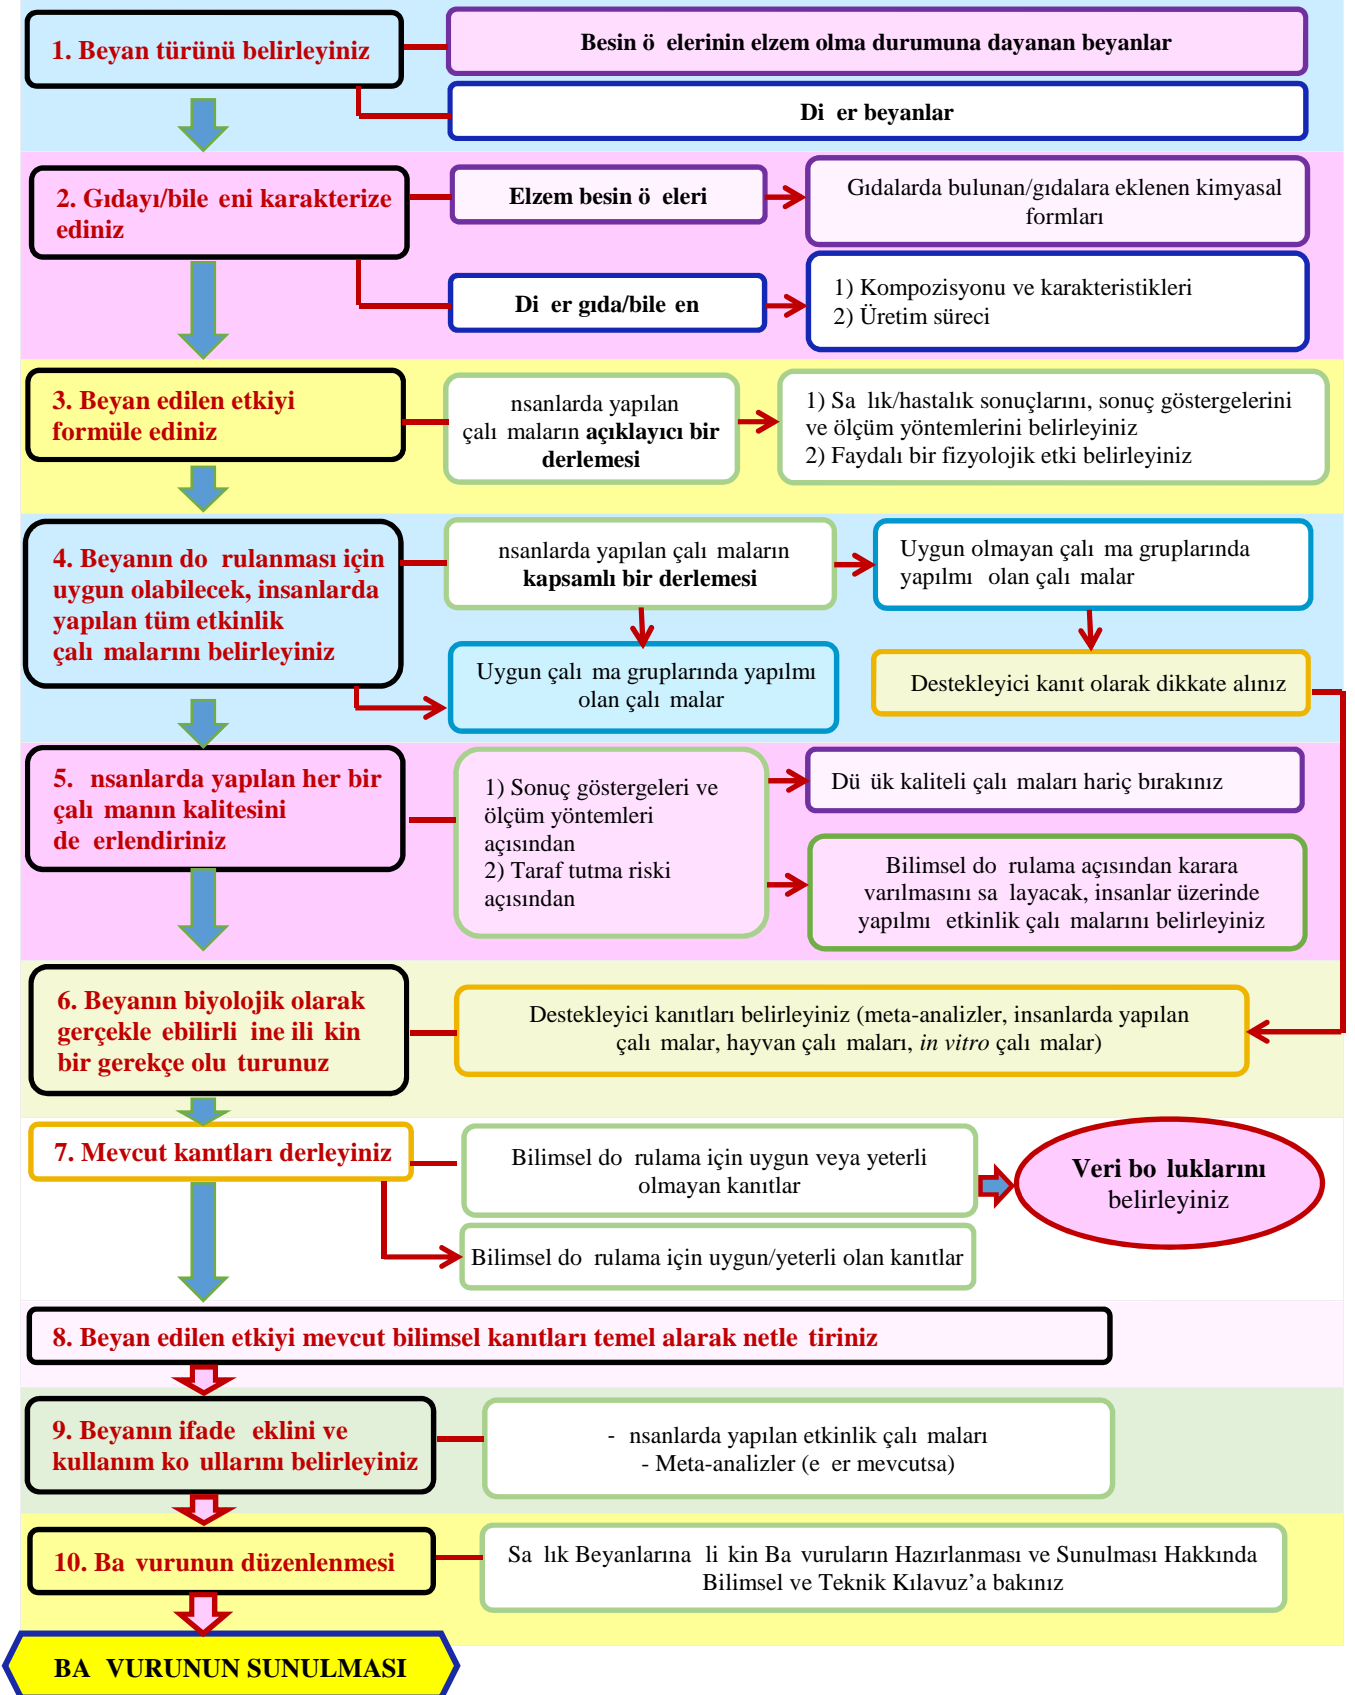 1. Beyan türünü belirleyiniz
Besin ö elerinin elzem olma durumuna dayanan beyanlar
Di er beyanlar
2. Gıdayı/bile eni karakterize
ediniz
Elzem besin ö eleri
Gıdalarda bulunan/gıdalara eklenen kimyasal
formları
Di er gıda/bile en
1) Kompozisyonu ve karakteristikleri
2) Üretim süreci
3. Beyan edilen etkiyi
formüle ediniz
nsanlarda yapılan
çalı maların açıklayıcı bir
derlemesi
1) Sa lık/hastalık sonuçlarını, sonuç göstergelerini
ve ölçüm yöntemlerini belirleyiniz
2) Faydalı bir fizyolojik etki belirleyiniz
4. Beyanın do rulanması için
uygun olabilecek, insanlarda
yapılan tüm etkinlik
çalı malarını belirleyiniz
nsanlarda yapılan çalı maların
kapsamlı bir derlemesi
Uygun olmayan çalı ma gruplarında
yapılmı olan çalı malar
Uygun çalı ma gruplarında yapılmı
olan çalı malar
Destekleyici kanıt olarak dikkate alınız
5. nsanlarda yapılan her bir
çalı manın kalitesini
de erlendiriniz
1) Sonuç göstergeleri ve
ölçüm yöntemleri
açısından
2) Taraf tutma riski
açısından
Dü ük kaliteli çalı maları hariç bırakınız
Bilimsel do rulama açısından karara
varılmasını sa layacak, insanlar üzerinde
yapılmı etkinlik çalı malarını belirleyiniz
6. Beyanın biyolojik olarak
gerçekle ebilirli ine ili kin
bir gerekçe olu turunuz
Destekleyici kanıtları belirleyiniz (meta-analizler, insanlarda yapılan
çalı malar, hayvan çalı maları, in vitro çalı malar)
7. Mevcut kanıtları derleyiniz
Bilimsel do rulama için uygun veya yeterli
olmayan kanıtlar
Veri bo luklarını
belirleyiniz
Bilimsel do rulama için uygun/yeterli olan kanıtlar
8. Beyan edilen etkiyi mevcut bilimsel kanıtları temel alarak netle tiriniz
9. Beyanın ifade eklini ve
kullanım ko ullarını belirleyiniz
- nsanlarda yapılan etkinlik çalı maları
- Meta-analizler (e er mevcutsa)
10. Ba vurunun düzenlenmesi
Sa lık Beyanlarına li kin Ba vuruların Hazırlanması ve Sunulması Hakkında
Bilimsel ve Teknik Kılavuz’a bakınız
BA VURUNUN SUNULMASI